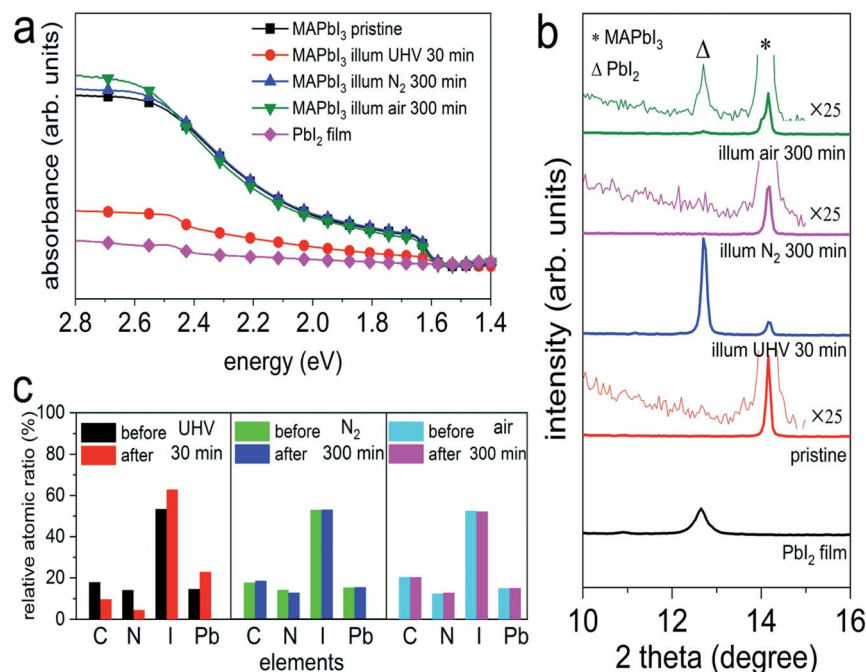 a
absorbance (arb. units)
MAPbI₃ pristine
MAPbI₃ illum UHV 30 min
MAPbI₃ illum N₂ 300 min
MAPbI₃ illum air 300 min
PbI₂ film
2.8 2.6 2.4 2.2 2.0 1.8 1.6 1.4
energy (eV)
b
intensity (arb. units)
* MAPbI₃
Δ PbI₂
Δ
*
×25
illum air 300 min
×25
illum N₂ 300 min
illum UHV 30 min
×25
pristine
PbI₂ film
10 12 14 16
2 theta (degree)
c
relative atomic ratio (%)
100
80
60
40
20
0
before UHV
after 30 min
before N₂
after 300 min
before air
after 300 min
C N I Pb C N I Pb C N I Pb
elements